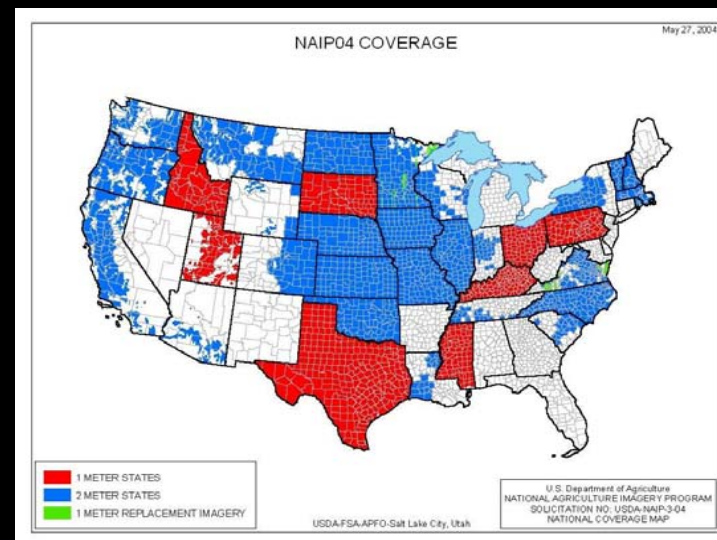 May 27, 2004
NAIP04 COVERAGE
1 METER STATES
2 METER STATES
1 METER REPLACEMENT IMAGERY
USDA-FSA-APFO-Salt Lake City, Utah
U.S. Department of Agriculture
NATIONAL AGRICULTURE IMAGERY PROGRAM
SOLICITATION NO: USDA-NAIP-3-04
NATIONAL COVERAGE MAP